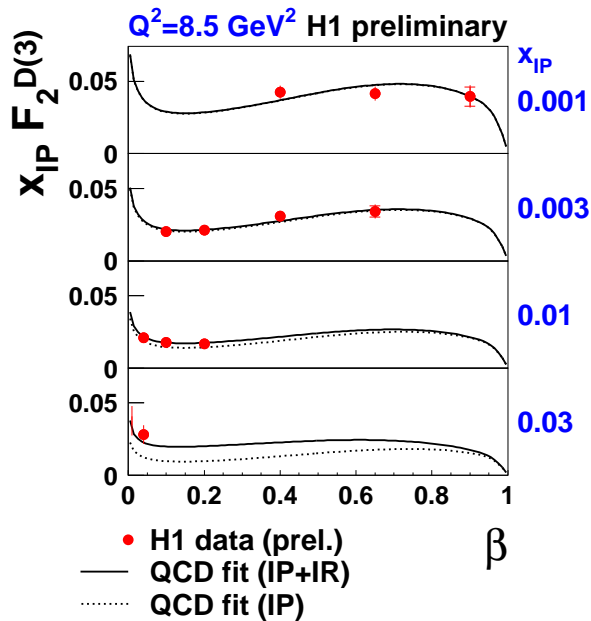 Q²=8.5 GeV² H1 preliminary
x_IP F_2^D(3)
x_IP
0.05
0.001
0
0.05
0.003
0
0.05
0.01
0
0.05
0.03
0
0 0.2 0.4 0.6 0.8 1
β
H1 data (prel.)
QCD fit (IP+IR)
QCD fit (IP)